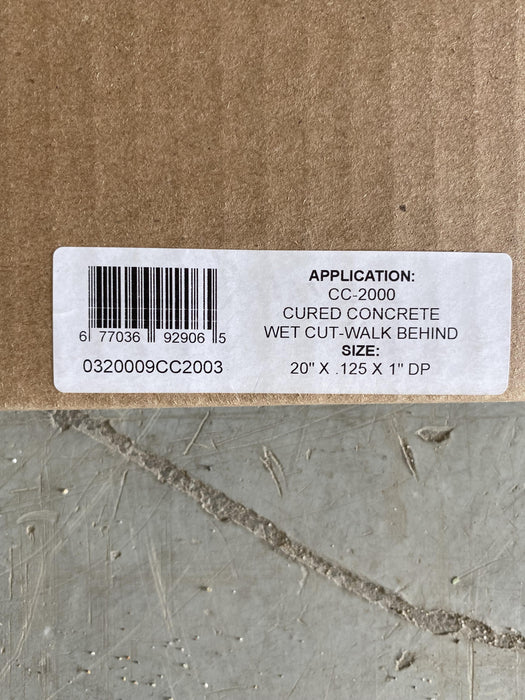 6 77036 92906 5
0320009CC2003
APPLICATION:
CC-2000
CURED CONCRETE
WET CUT-WALK BEHIND
SIZE:
20" X .125 X 1" DP